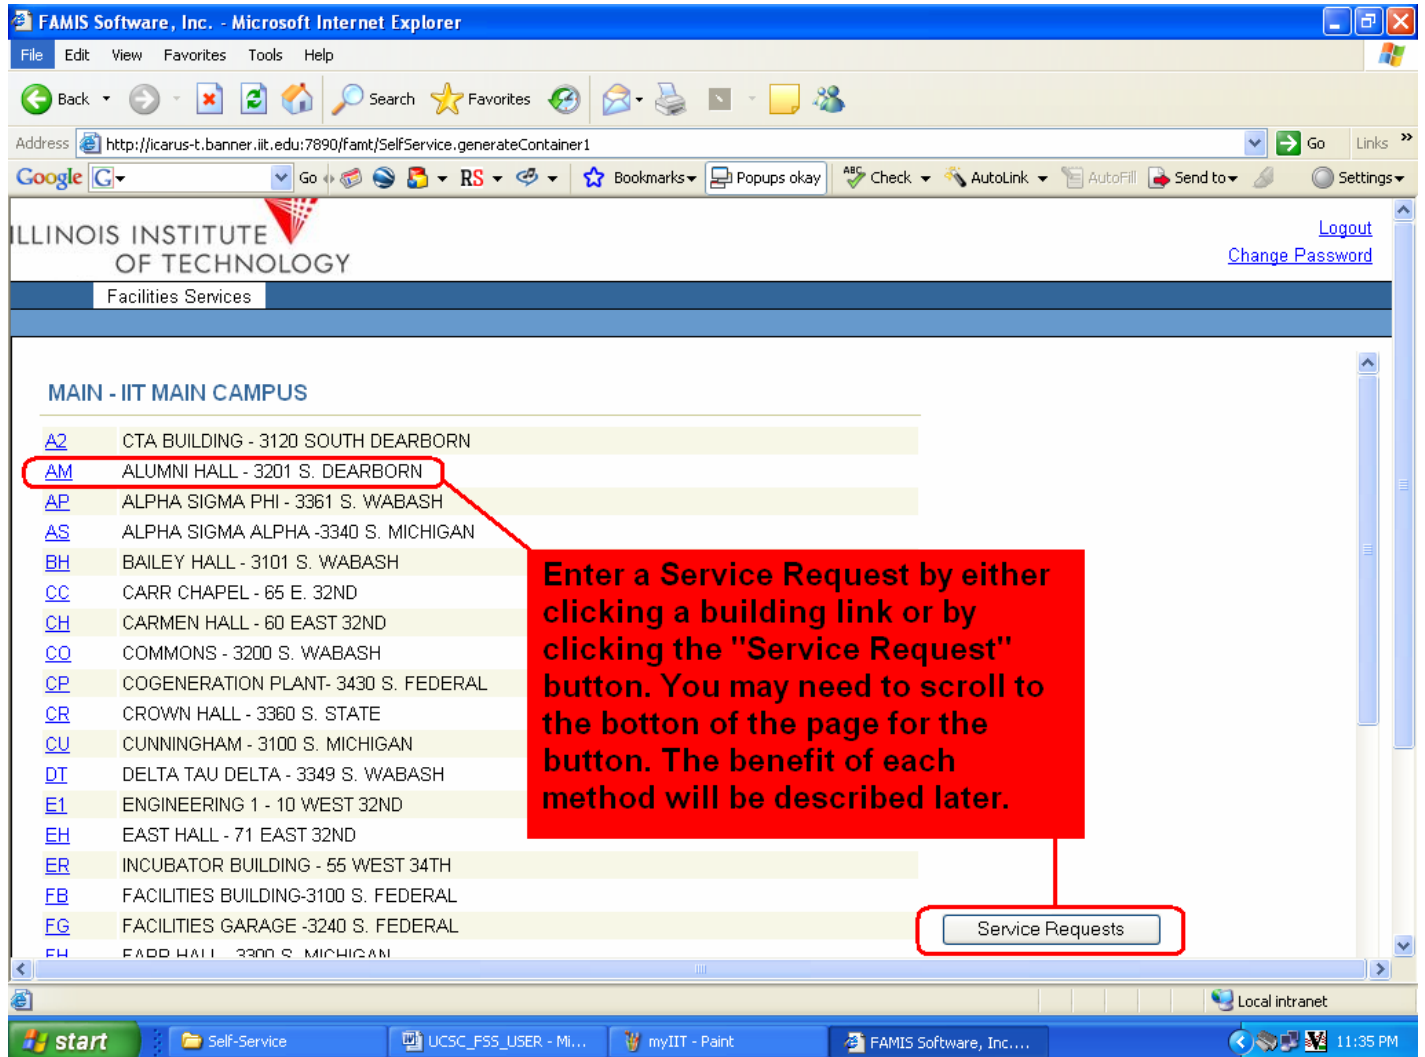 FAMIS Software, Inc. - Microsoft Internet Explorer
File Edit View Favorites Tools Help
Back Search Favorites
Address http://icarus-t.banner.iit.edu:7890/famt/SelfService.generateContainer1 Go Links »
Google G Go RS Bookmarks Popups okay ABC Check AutoLink AutoFill Send to Settings
ILLINOIS INSTITUTE
OF TECHNOLOGY
Logout
Change Password
Facilities Services
MAIN - IIT MAIN CAMPUS
A2 CTA BUILDING - 3120 SOUTH DEARBORN
AM ALUMNI HALL - 3201 S. DEARBORN
AP ALPHA SIGMA PHI - 3361 S. WABASH
AS ALPHA SIGMA ALPHA -3340 S. MICHIGAN
BH BAILEY HALL - 3101 S. WABASH
CC CARR CHAPEL - 65 E. 32ND
CH CARMEN HALL - 60 EAST 32ND
CO COMMONS - 3200 S. WABASH
CP COGENERATION PLANT- 3430 S. FEDERAL
CR CROWN HALL - 3360 S. STATE
CU CUNNINGHAM - 3100 S. MICHIGAN
DT DELTA TAU DELTA - 3349 S. WABASH
E1 ENGINEERING 1 - 10 WEST 32ND
EH EAST HALL - 71 EAST 32ND
ER INCUBATOR BUILDING - 55 WEST 34TH
FB FACILITIES BUILDING-3100 S. FEDERAL
FG FACILITIES GARAGE -3240 S. FEDERAL
FH FARR HALL - 3300 S. MICHIGAN
Enter a Service Request by either
clicking a building link or by
clicking the "Service Request"
button. You may need to scroll to
the botton of the page for the
button. The benefit of each
method will be described later.
Service Requests
Local intranet
start Self-Service UCSC_FSS_USER - Mi... myIIT - Paint FAMIS Software, Inc.... 11:35 PM